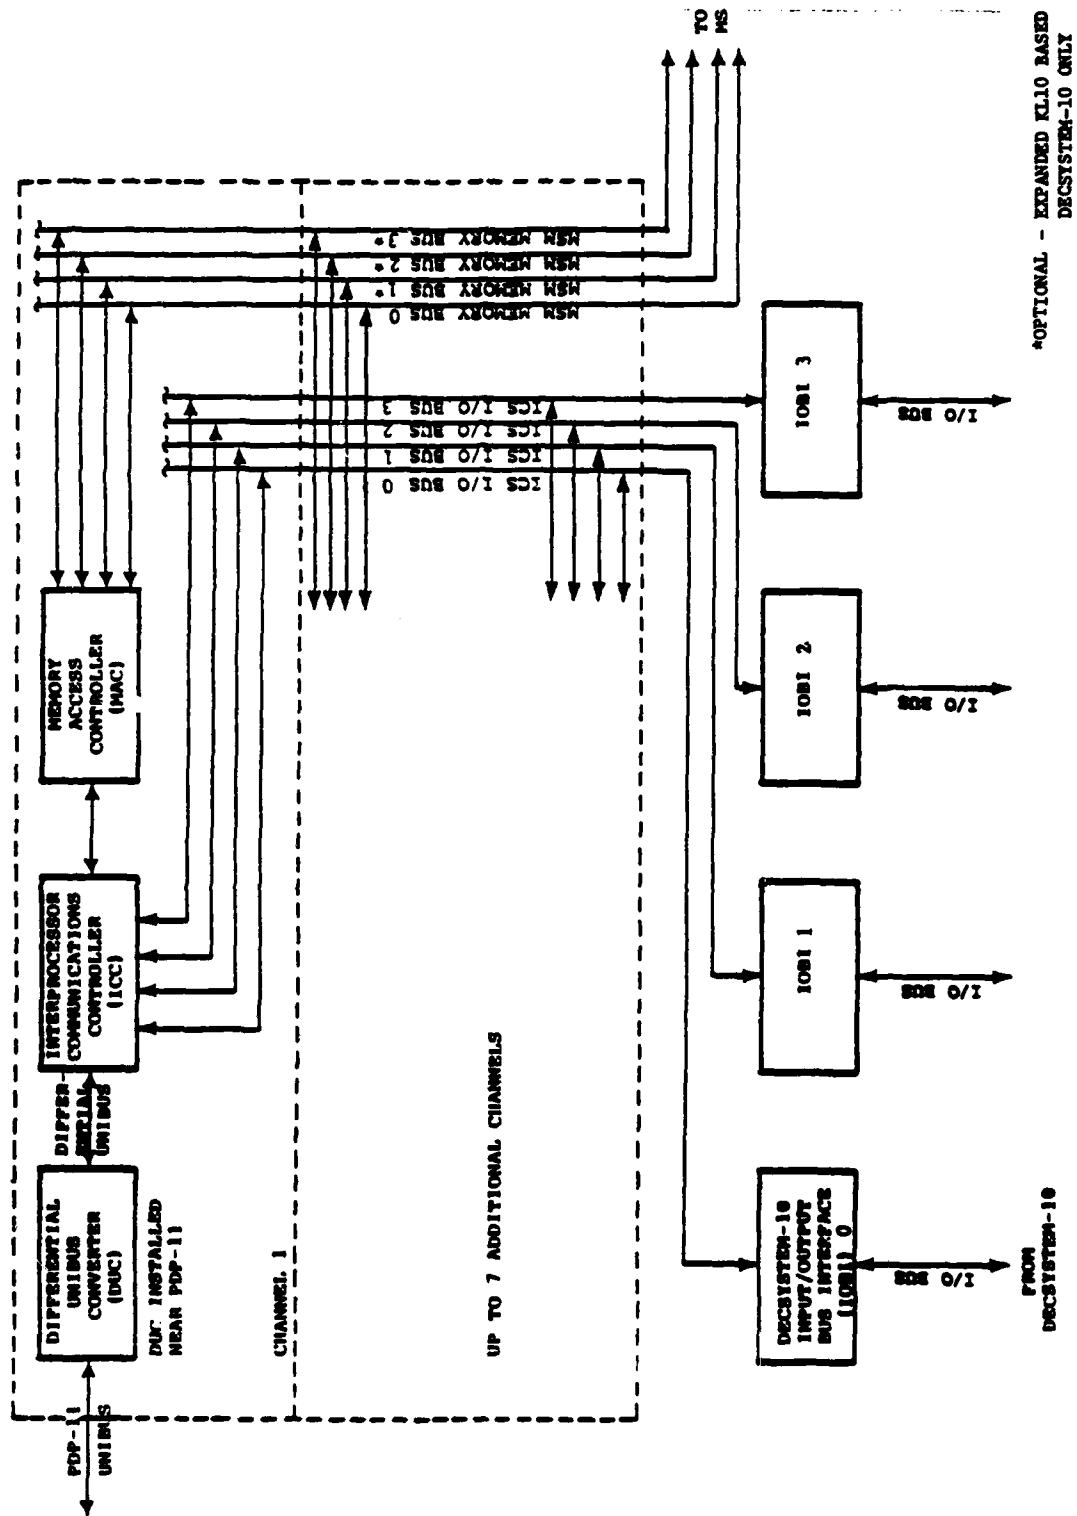 PDP-11
UNIBUS
DIFFERENTIAL
UNIBUS
CONVERTER
(DUC)
DUC INSTALLED
NEAR PDP-11
DIFFER-
ENTIAL
UNIBUS
INTERPROCESSOR
COMMUNICATIONS
CONTROLLER
(ICC)
MEMORY
ACCESS
CONTROLLER
(MAC)
CHANNEL 1
UP TO 7 ADDITIONAL CHANNELS
MSM MEMORY BUS 3*
MSM MEMORY BUS 2*
MSM MEMORY BUS 1*
MSM MEMORY BUS 0
ICS I/O BUS 3
ICS I/O BUS 2
ICS I/O BUS 1
ICS I/O BUS 0
TO
MS
DECSYSTEM-10
INPUT/OUTPUT
BUS INTERFACE
(IOBI) 0
IOBI 1
IOBI 2
IOBI 3
I/O BUS
I/O BUS
I/O BUS
I/O BUS
FROM
DECSYSTEM-10
*OPTIONAL - EXPANDED KL10 BASED
DECSYSTEM-10 ONLY